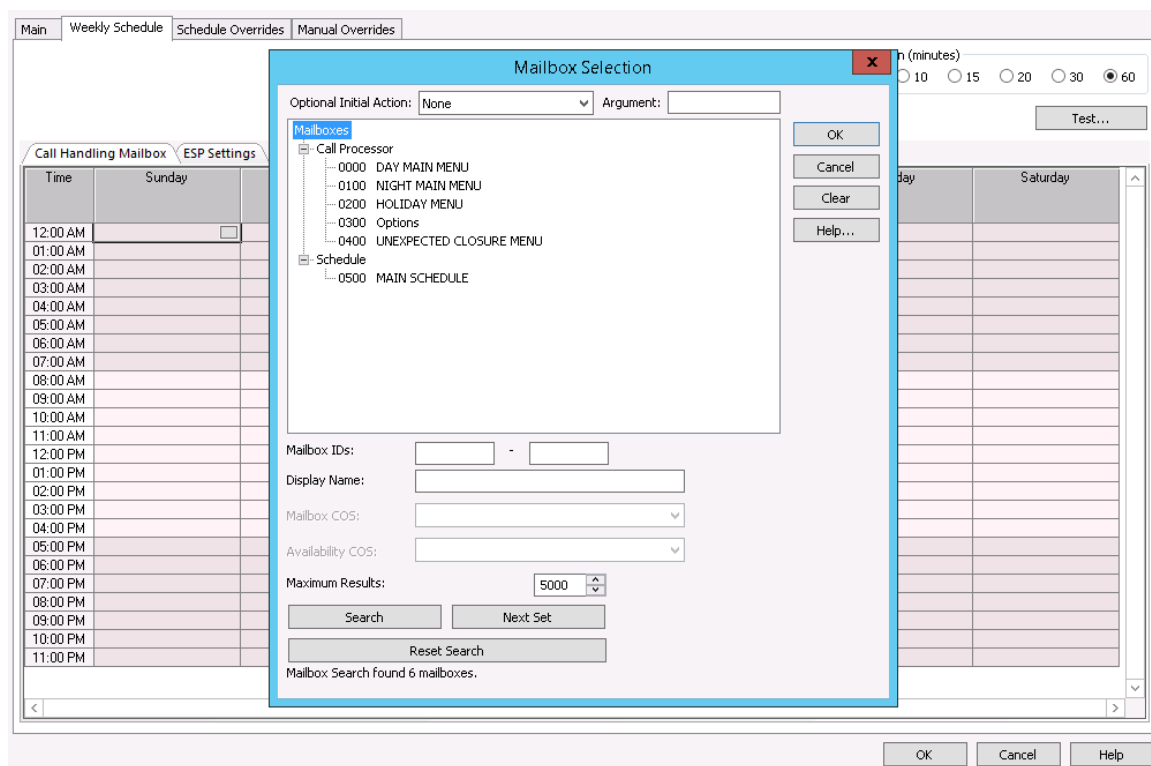 Main Weekly Schedule Schedule Overrides Manual Overrides
n (minutes)
10 15 20 30 60
Test...
Call Handling Mailbox ESP Settings
Time Sunday day Saturday
12:00 AM
01:00 AM
02:00 AM
03:00 AM
04:00 AM
05:00 AM
06:00 AM
07:00 AM
08:00 AM
09:00 AM
10:00 AM
11:00 AM
12:00 PM
01:00 PM
02:00 PM
03:00 PM
04:00 PM
05:00 PM
06:00 PM
07:00 PM
08:00 PM
09:00 PM
10:00 PM
11:00 PM
Mailbox Selection x
Optional Initial Action: None Argument:
Mailboxes
Call Processor
0000 DAY MAIN MENU
0100 NIGHT MAIN MENU
0200 HOLIDAY MENU
0300 Options
0400 UNEXPECTED CLOSURE MENU
Schedule
0500 MAIN SCHEDULE
OK
Cancel
Clear
Help...
Mailbox IDs: -
Display Name:
Mailbox COS:
Availability COS:
Maximum Results: 5000
Search Next Set
Reset Search
Mailbox Search found 6 mailboxes.
OK Cancel Help